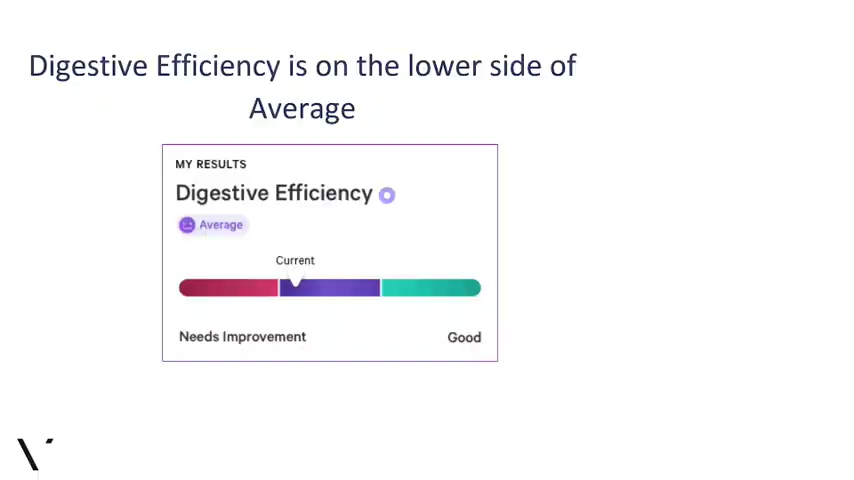 Digestive Efficiency is on the lower side of
Average
MY RESULTS
Digestive Efficiency
Average
Current
Needs Improvement
Good